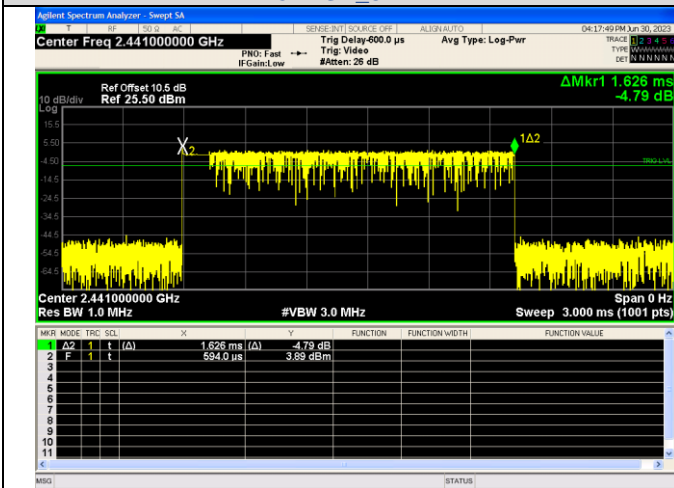 Agilent Spectrum Analyzer - Swept SA
T RF 50 Ω AC SENSE:INT SOURCE OFF ALIGN AUTO 04:17:49 PM Jun 30, 2023
Center Freq 2.441000000 GHz
PNO: Fast
IFGain:Low
Trig Delay-600.0 µs
Trig: Video
#Atten: 26 dB
Avg Type: Log-Pwr
TRACE 1 2 3 4 5 6
TYPE W
DET N N N N N N
ΔMkr1 1.626 ms
-4.79 dB
Ref Offset 10.5 dB
10 dB/div Ref 25.50 dBm
Log
15.5
5.50
-4.50
-14.5
-24.5
-34.5
-44.5
-54.5
-64.5
2
1Δ2
TRIG LVL
Center 2.441000000 GHz Span 0 Hz
Res BW 1.0 MHz #VBW 3.0 MHz Sweep 3.000 ms (1001 pts)
MKR MODE TRC SCL X Y FUNCTION FUNCTION WIDTH FUNCTION VALUE
1 Δ2 1 t (Δ) 1.626 ms (Δ) -4.79 dB
2 F 1 t 594.0 µs 3.89 dBm
3
4
5
6
7
8
9
10
11
MSG STATUS